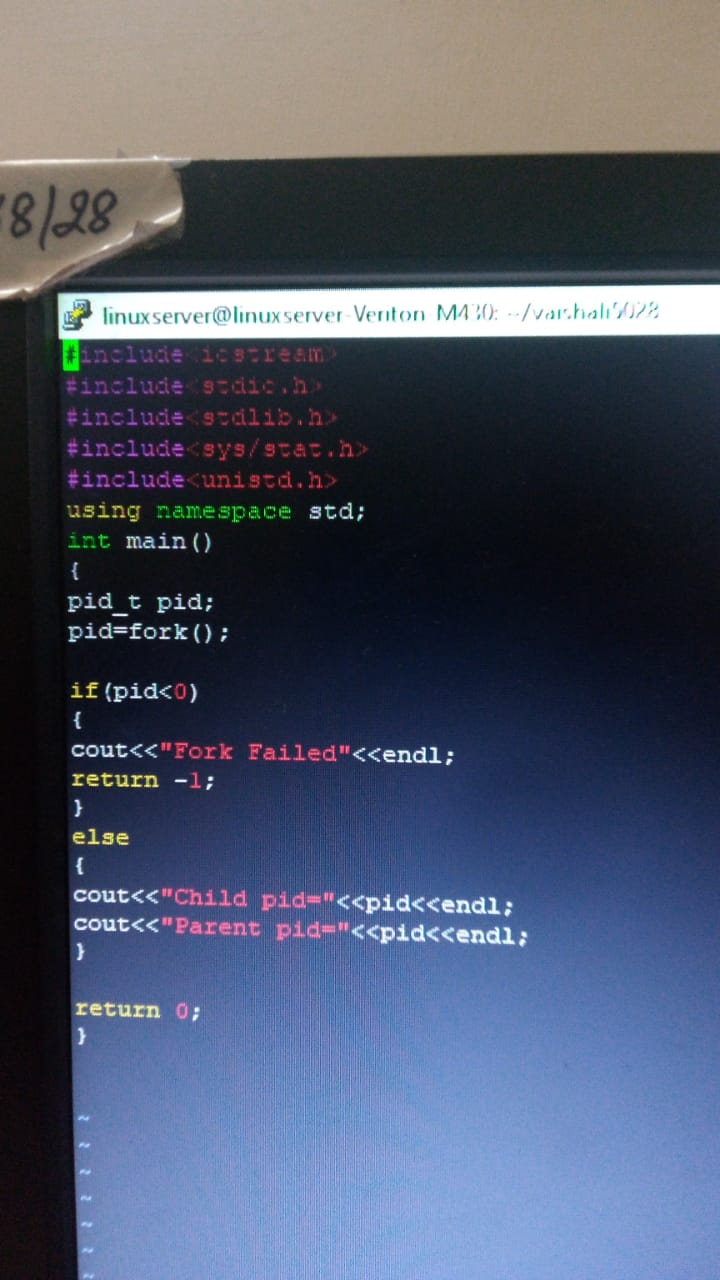 8/28
linuxserver@linuxserver-Veriton-M430: ~/vaishali5028
#include<iostream>
#include<stdio.h>
#include<stdlib.h>
#include<sys/stat.h>
#include<unistd.h>
using namespace std;
int main()
{
pid_t pid;
pid=fork();
if(pid<0)
{
cout<<"Fork Failed"<<endl;
return -1;
}
else
{
cout<<"Child pid="<<pid<<endl;
cout<<"Parent pid="<<pid<<endl;
}
return 0;
}
~
~
~
~
~
~
~